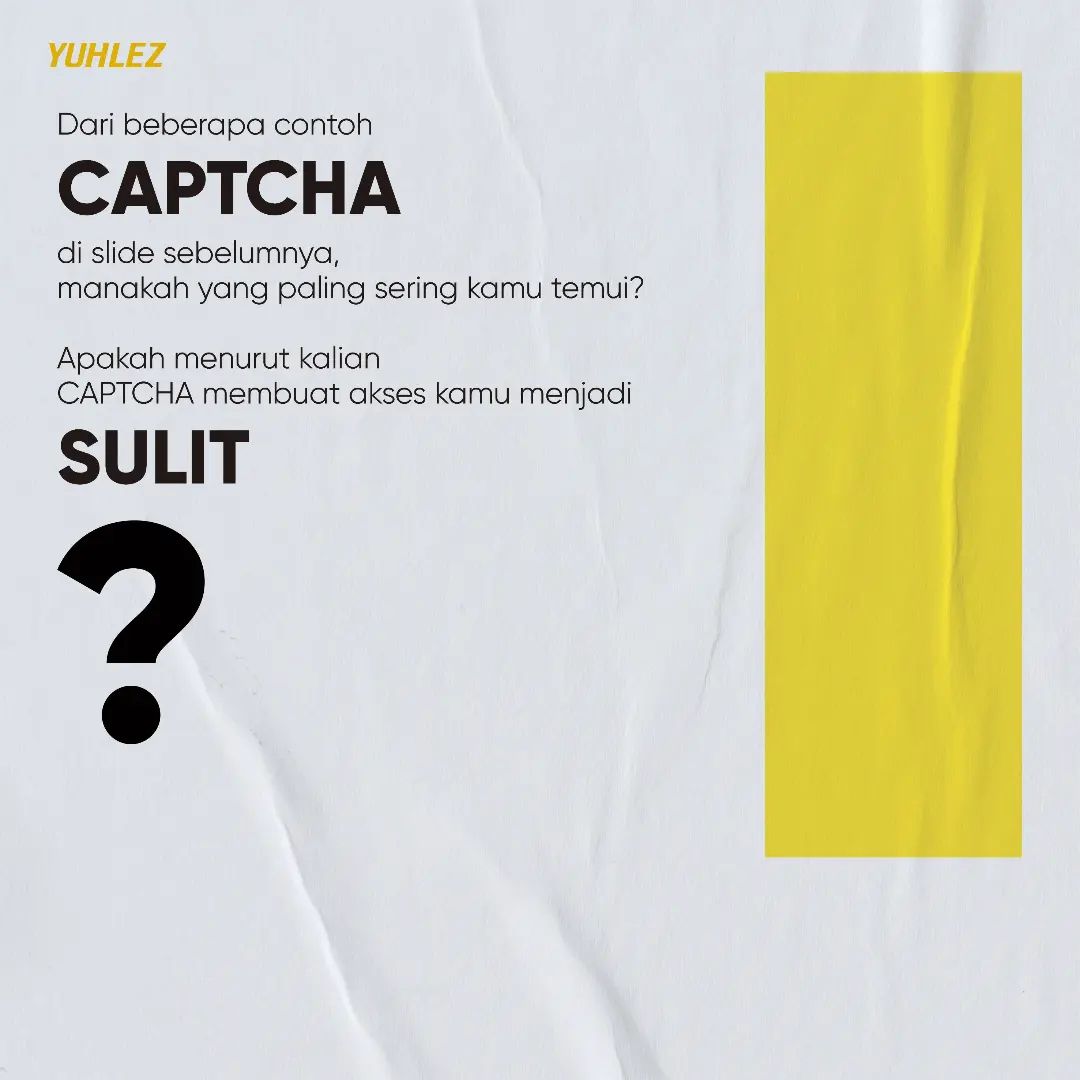 YUHLEZ
Dari beberapa contoh
CAPTCHA
di slide sebelumnya,
manakah yang paling sering kamu temui?
Apakah menurut kalian
CAPTCHA membuat akses kamu menjadi
SULIT
?